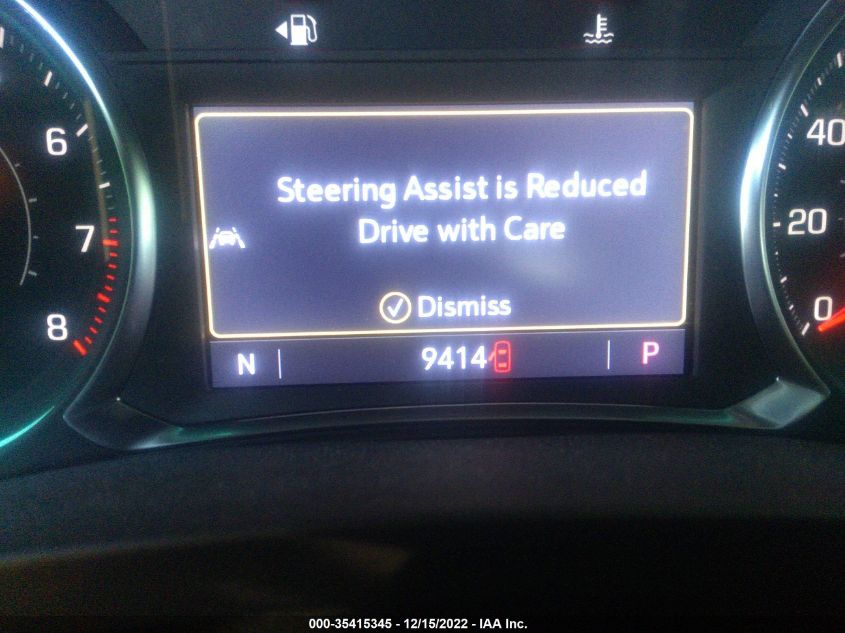 6
7
8
Steering Assist is Reduced
Drive with Care
Dismiss
N
9414
P
40
20
0
000-35415345 - 12/15/2022 - IAA Inc.